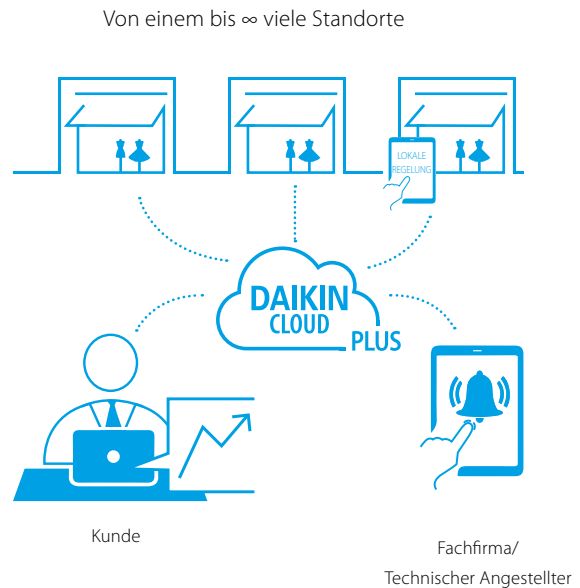 Von einem bis ∞ viele Standorte
LOKALE
REGELUNG
DAIKIN
CLOUD
PLUS
Kunde
Fachfirma/
Technischer Angestellter